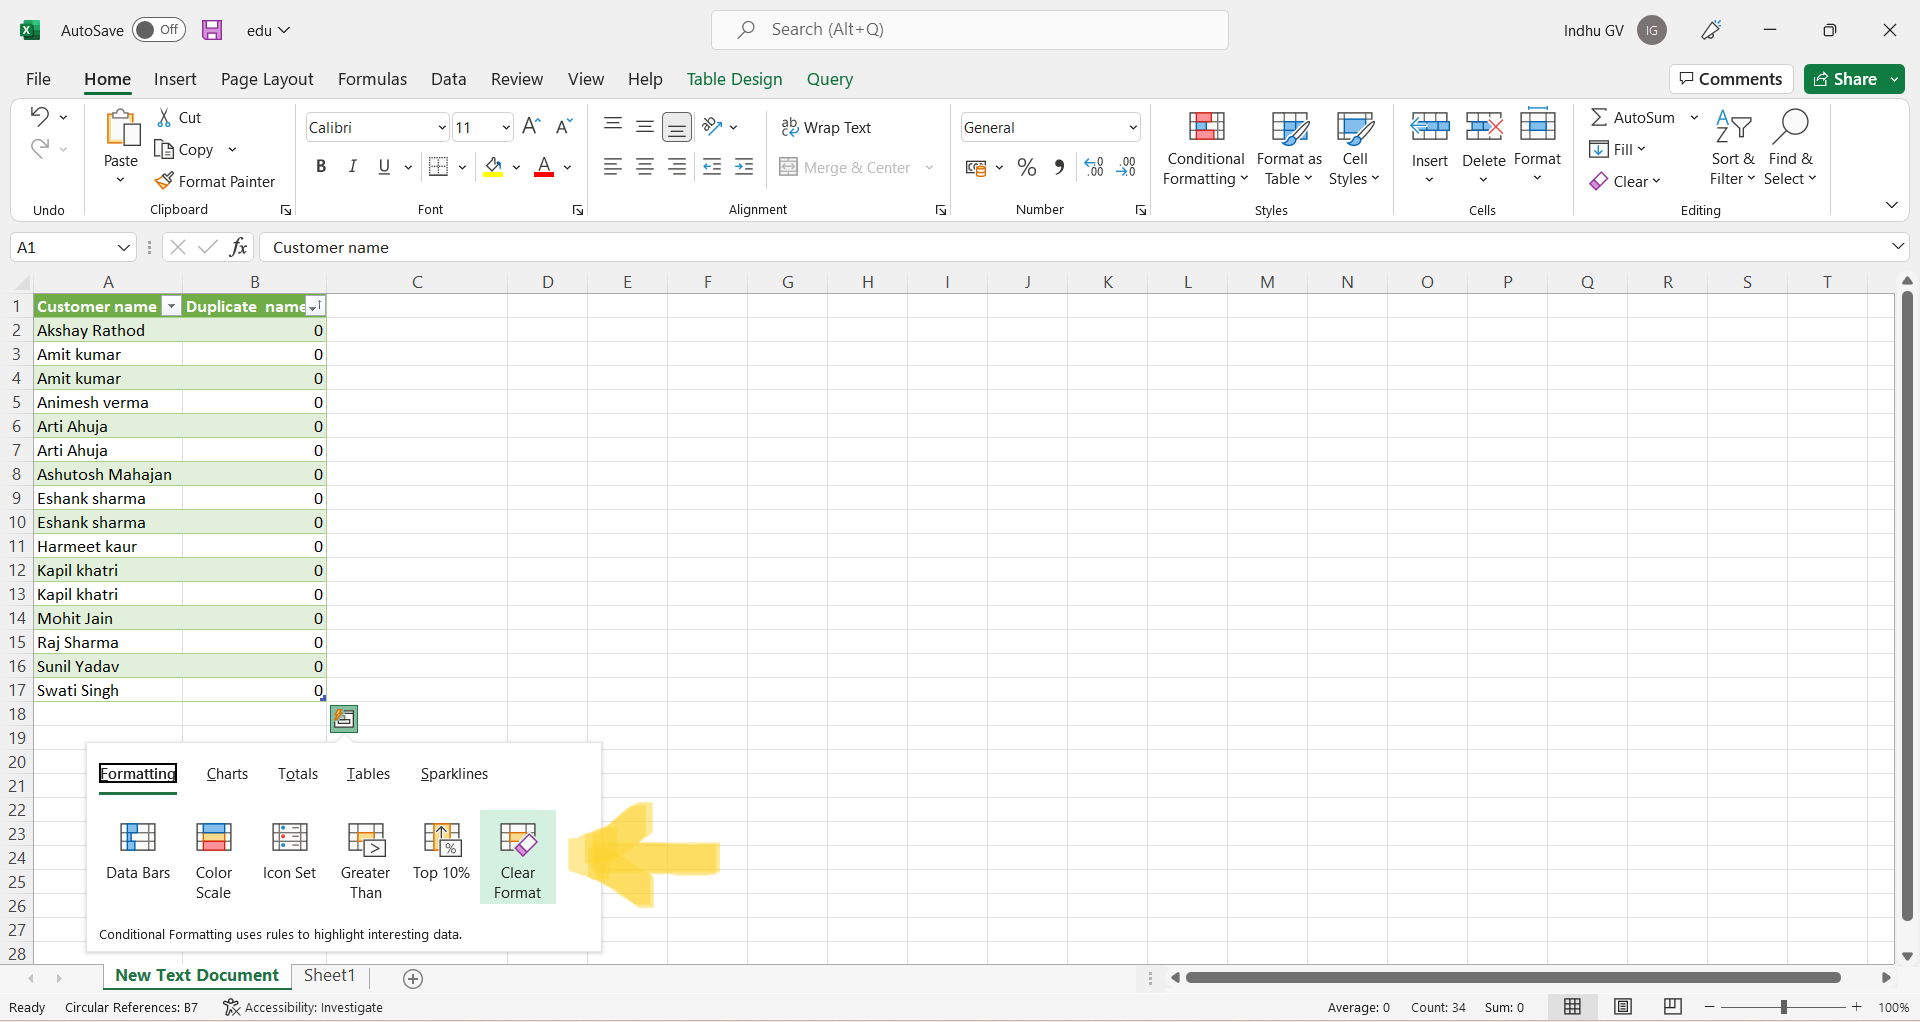 AutoSave Off edu Search (Alt+Q) Indhu GV IG
File Home Insert Page Layout Formulas Data Review View Help Table Design Query Comments Share
Undo
Paste
Cut
Copy
Format Painter
Clipboard
Calibri 11
B I U A
Font
ab Wrap Text
Merge & Center
Alignment
General
% 9 .00 .00
Number
Conditional Formatting
Format as Table
Cell Styles
Styles
Insert Delete Format
Cells
AutoSum
Fill
Clear
Sort & Filter
Find & Select
Editing
A1 fx Customer name
A B C D E F G H I J K L M N O P Q R S T
1 Customer name Duplicate name
2 Akshay Rathod 0
3 Amit kumar 0
4 Amit kumar 0
5 Animesh verma 0
6 Arti Ahuja 0
7 Arti Ahuja 0
8 Ashutosh Mahajan 0
9 Eshank sharma 0
10 Eshank sharma 0
11 Harmeet kaur 0
12 Kapil khatri 0
13 Kapil khatri 0
14 Mohit Jain 0
15 Raj Sharma 0
16 Sunil Yadav 0
17 Swati Singh 0
18
19
20
21
22
23
24
25
26
27
28
Formatting Charts Totals Tables Sparklines
Data Bars
Color Scale
Icon Set
Greater Than
Top 10%
Clear Format
Conditional Formatting uses rules to highlight interesting data.
New Text Document Sheet1
Ready Circular References: B7 Accessibility: Investigate Average: 0 Count: 34 Sum: 0 100%